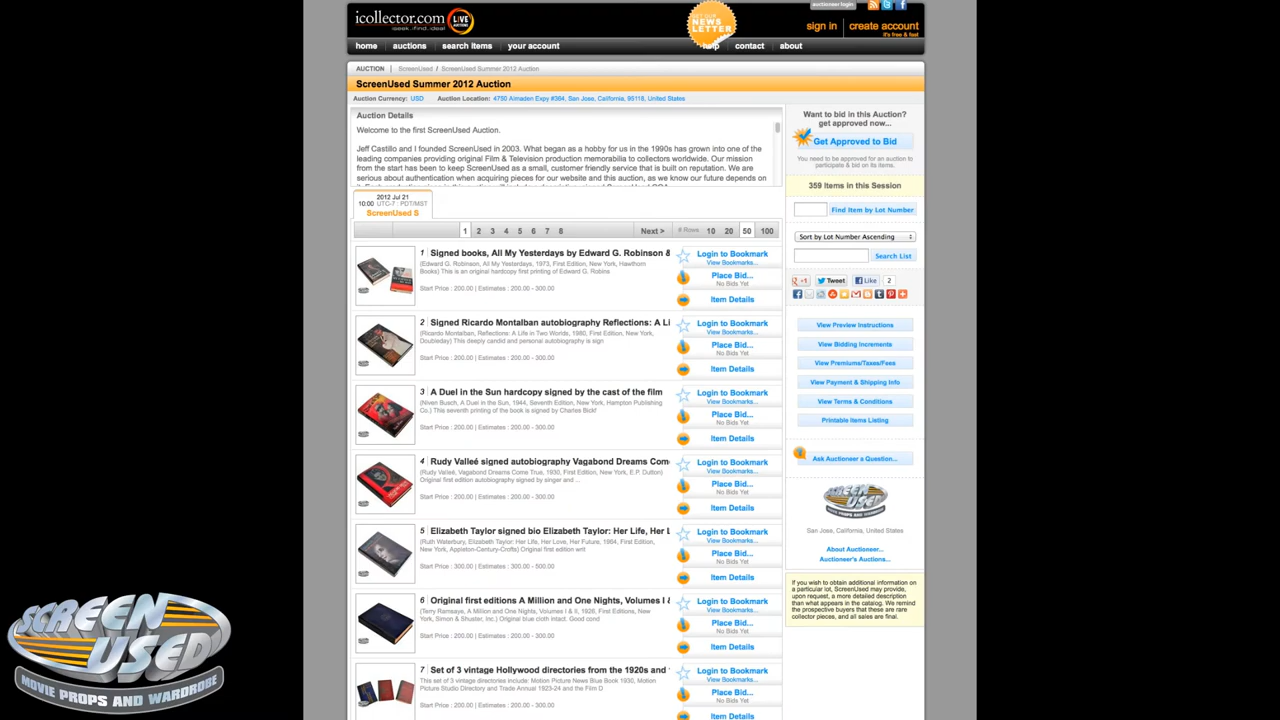 auctioneer login
icollector.com
LIVE AUCTIONS
seek.find.deal
NEWS
LETTER
sign in
create account
it's free & fast
home auctions search items your account help contact about
AUCTION | ScreenUsed / ScreenUsed Summer 2012 Auction
ScreenUsed Summer 2012 Auction
Auction Currency: USD Auction Location: 4750 Almaden Expy #364, San Jose, California, 95118, United States
Auction Details
Welcome to the first ScreenUsed Auction.
Jeff Castillo and I founded ScreenUsed in 2003. What began as a hobby for us in the 1990s has grown into one of the
leading companies providing original Film & Television production memorabilia to collectors worldwide. Our mission
from the start has been to keep ScreenUsed as a small, customer friendly service that is built on reputation. We are
serious about authentication when acquiring pieces for our website and this auction, as we know our future depends on
2012 Jul 21
10:00 UTC-7 : PDT/MST
ScreenUsed S
1 2 3 4 5 6 7 8 Next > # Rows 10 20 50 100
1 Signed books, All My Yesterdays by Edward G. Robinson &
(Edward G. Robinson, All My Yesterdays, 1973, First Edition, New York, Hawthorn
Books) This is an original hardcopy first printing of Edward G. Robins
Start Price : 200.00 | Estimates : 200.00 - 300.00
Login to Bookmark
View Bookmarks...
Place Bid...
No Bids Yet
Item Details
2 Signed Ricardo Montalban autobiography Reflections: A Li
(Ricardo Montalban, Reflections: A Life in Two Worlds, 1980, First Edition, New York,
Doubleday) This deeply candid and personal autobiography is sign
Start Price : 200.00 | Estimates : 200.00 - 300.00
Login to Bookmark
View Bookmarks...
Place Bid...
No Bids Yet
Item Details
3 A Duel in the Sun hardcopy signed by the cast of the film
(Niven Busch, A Duel in the Sun, 1944, Seventh Edition, New York, Hampton Publishing
Co.) This seventh printing of the book is signed by Charles Bickf
Start Price : 200.00 | Estimates : 200.00 - 300.00
Login to Bookmark
View Bookmarks...
Place Bid...
No Bids Yet
Item Details
4 Rudy Valleé signed autobiography Vagabond Dreams Com
(Rudy Vallee, Vagabond Dreams Come True, 1930, First Edition, New York, E.P. Dutton)
Original first edition autobiography signed by singer and ...
Start Price : 200.00 | Estimates : 200.00 - 300.00
Login to Bookmark
View Bookmarks...
Place Bid...
No Bids Yet
Item Details
5 Elizabeth Taylor signed bio Elizabeth Taylor: Her Life, Her L
(Ruth Waterbury, Elizabeth Taylor: Her Life, Her Love, Her Future, 1964, First Edition,
New York, Appleton-Century-Crofts) Original first edition writ
Start Price : 300.00 | Estimates : 300.00 - 500.00
Login to Bookmark
View Bookmarks...
Place Bid...
No Bids Yet
Item Details
6 Original first editions A Million and One Nights, Volumes I &
(Terry Ramsaye, A Million and One Nights, Volumes I & II, 1926, First Editions, New
York, Simon & Shuster, Inc.) Original blue cloth intact. Good cond
Start Price : 200.00 | Estimates : 200.00 - 300.00
Login to Bookmark
View Bookmarks...
Place Bid...
No Bids Yet
Item Details
7 Set of 3 vintage Hollywood directories from the 1920s and
This set of 3 vintage directories include: Motion Picture News Blue Book 1930, Motion
Picture Studio Directory and Trade Annual 1923-24 and the Film D
Start Price : 200.00 | Estimates : 200.00 - 300.00
Login to Bookmark
View Bookmarks...
Place Bid...
No Bids Yet
Item Details
Want to bid in this Auction?
get approved now...
Get Approved to Bid
You need to be approved for an auction to
participate & bid on its items.
359 Items in this Session
Find Item by Lot Number
Sort by Lot Number Ascending
Search List
+1 Tweet Like 2
View Preview Instructions
View Bidding Increments
View Premiums/Taxes/Fees
View Payment & Shipping Info
View Terms & Conditions
Printable Items Listing
Ask Auctioneer a Question...
SCREEN USED
MOVIE PROPS AND WARDROBE
San Jose, California, United States
About Auctioneer...
Auctioneer's Auctions...
If you wish to obtain additional information on
a particular lot, ScreenUsed may provide,
upon request, a more detailed description
than what appears in the catalog. We remind
the prospective buyers that these are rare
collector pieces, and all sales are final.
SCREEN
USED
MOVIE PROPS AND WARDROBE